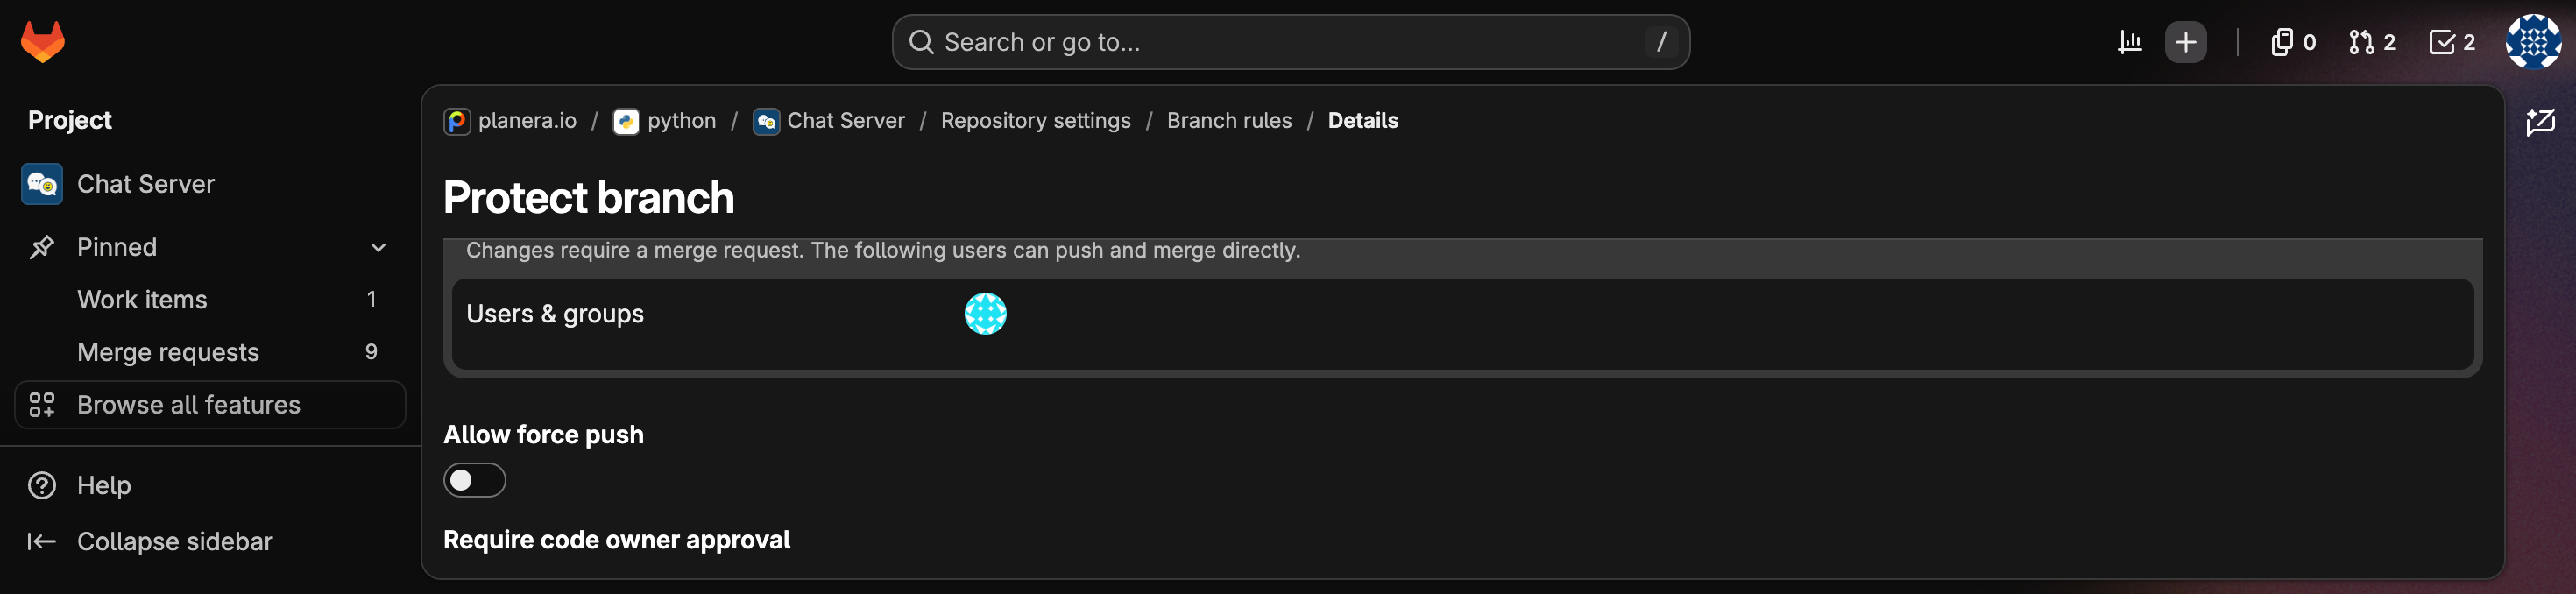 Search or go to...
/
0
2
2
Project
Chat Server
Pinned
Work items 1
Merge requests 9
Browse all features
Help
Collapse sidebar
planera.io / python / Chat Server / Repository settings / Branch rules / Details
Protect branch
Changes require a merge request. The following users can push and merge directly.
Users & groups
Allow force push
Require code owner approval